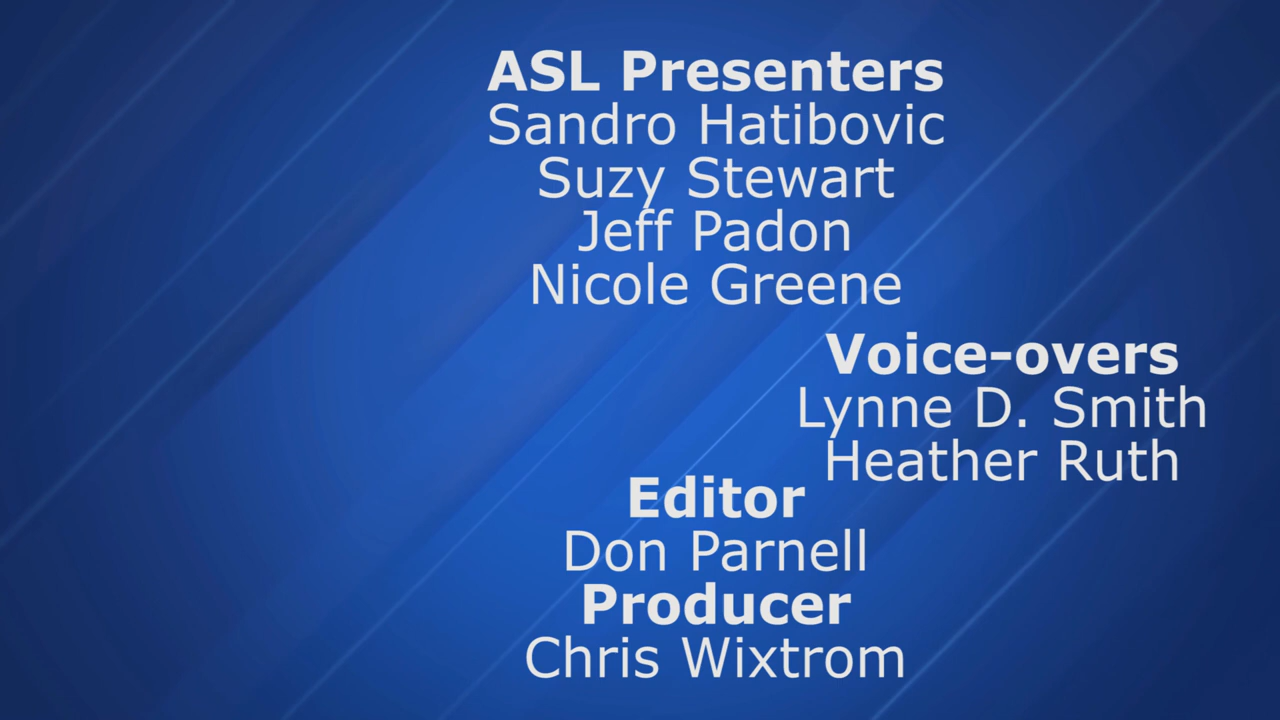 ASL Presenters
Sandro Hatibovic
Suzy Stewart
Jeff Padon
Nicole Greene
Voice-overs
Lynne D. Smith
Heather Ruth
Editor
Don Parnell
Producer
Chris Wixtrom